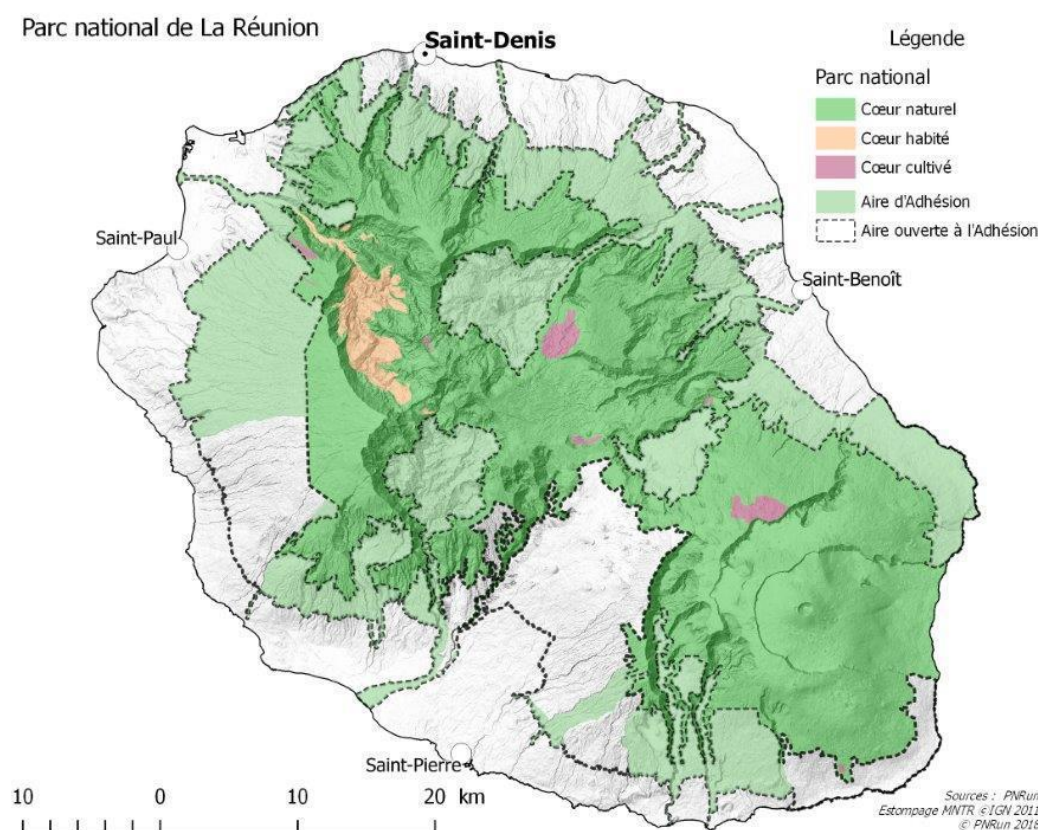 Parc national de La Réunion
Saint-Denis
Légende
Parc national
Cœur naturel
Cœur habité
Cœur cultivé
Aire d'Adhésion
Aire ouverte à l'Adhésion
Saint-Paul
Saint-Benoît
Saint-Pierre
10 0 10 20 km
Sources : PNRun
Estompage MNTR ©IGN 2011
© PNRun 2018